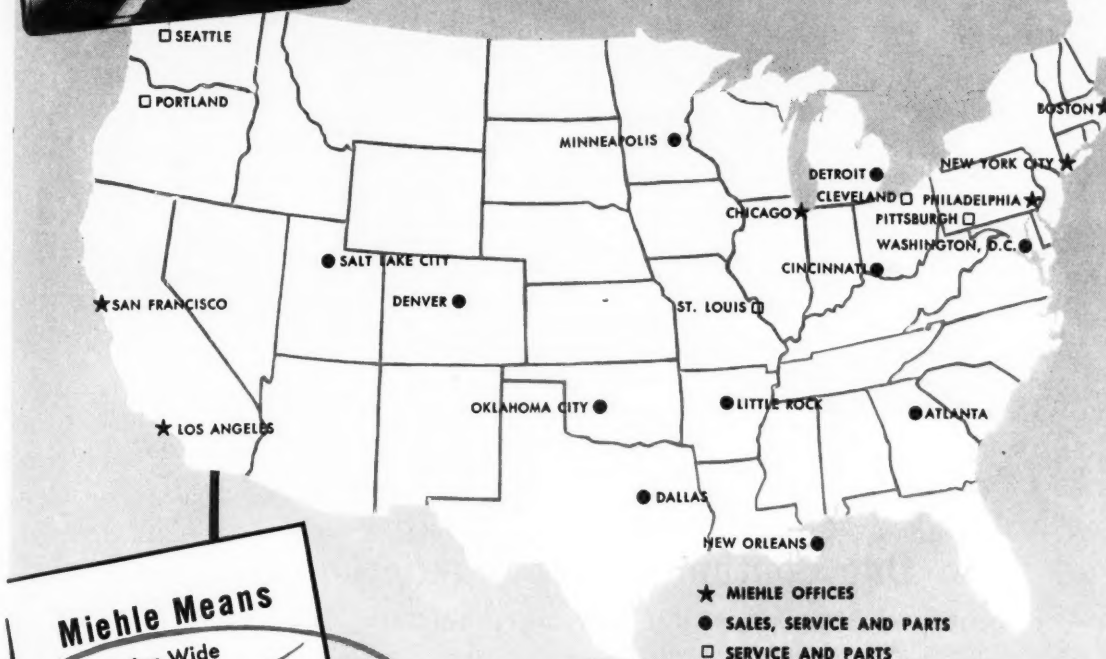 SEATTLE
PORTLAND
MINNEAPOLIS
BOSTON
DETROIT
NEW YORK CITY
CLEVELAND
PHILADELPHIA
CHICAGO
PITTSBURGH
WASHINGTON, D.C.
SALT LAKE CITY
CINCINNATI
DENVER
SAN FRANCISCO
ST. LOUIS
OKLAHOMA CITY
LITTLE ROCK
ATLANTA
LOS ANGELES
DALLAS
NEW ORLEANS
MIEHLE OFFICES
SALES, SERVICE AND PARTS
SERVICE AND PARTS
Miehle Means
Wide